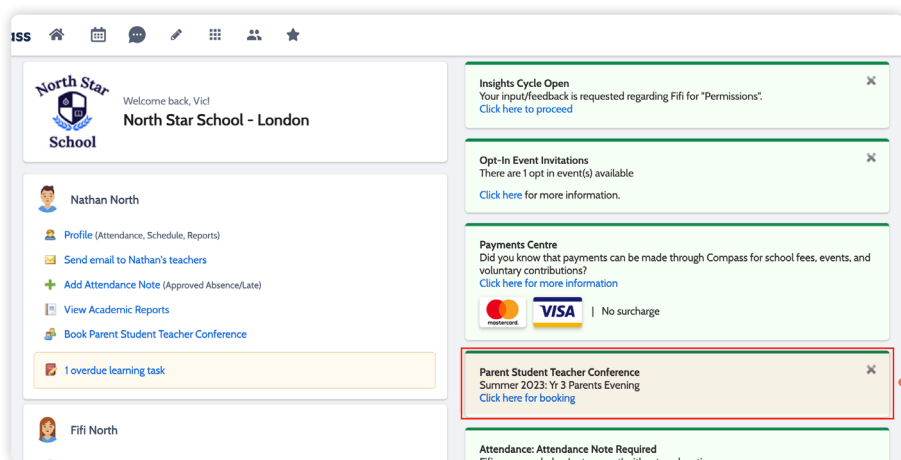 ass
North Star
School
Welcome back, Vic!
North Star School - London
Nathan North
Profile (Attendance, Schedule, Reports)
Send email to Nathan's teachers
Add Attendance Note (Approved Absence/Late)
View Academic Reports
Book Parent Student Teacher Conference
1 overdue learning task
Fifi North
Insights Cycle Open
Your input/feedback is requested regarding Fifi for "Permissions".
Click here to proceed
Opt-In Event Invitations
There are 1 opt in event(s) available
Click here for more information.
Payments Centre
Did you know that payments can be made through Compass for school fees, events, and
voluntary contributions?
Click here for more information
mastercard VISA | No surcharge
Parent Student Teacher Conference
Summer 2023: Yr 3 Parents Evening
Click here for booking
Attendance: Attendance Note Required